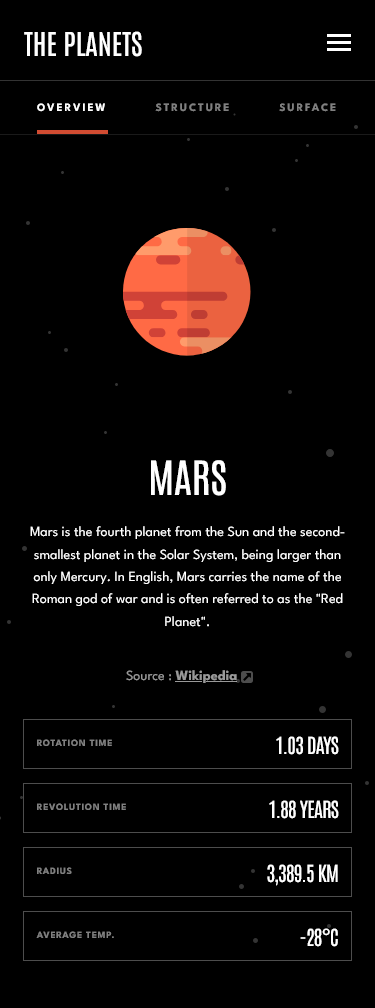 THE PLANETS
OVERVIEW STRUCTURE SURFACE
MARS
Mars is the fourth planet from the Sun and the second-
smallest planet in the Solar System, being larger than
only Mercury. In English, Mars carries the name of the
Roman god of war and is often referred to as the "Red
Planet".
Source : Wikipedia
ROTATION TIME 1.03 DAYS
REVOLUTION TIME 1.88 YEARS
RADIUS 3,389.5 KM
AVERAGE TEMP. -28°C